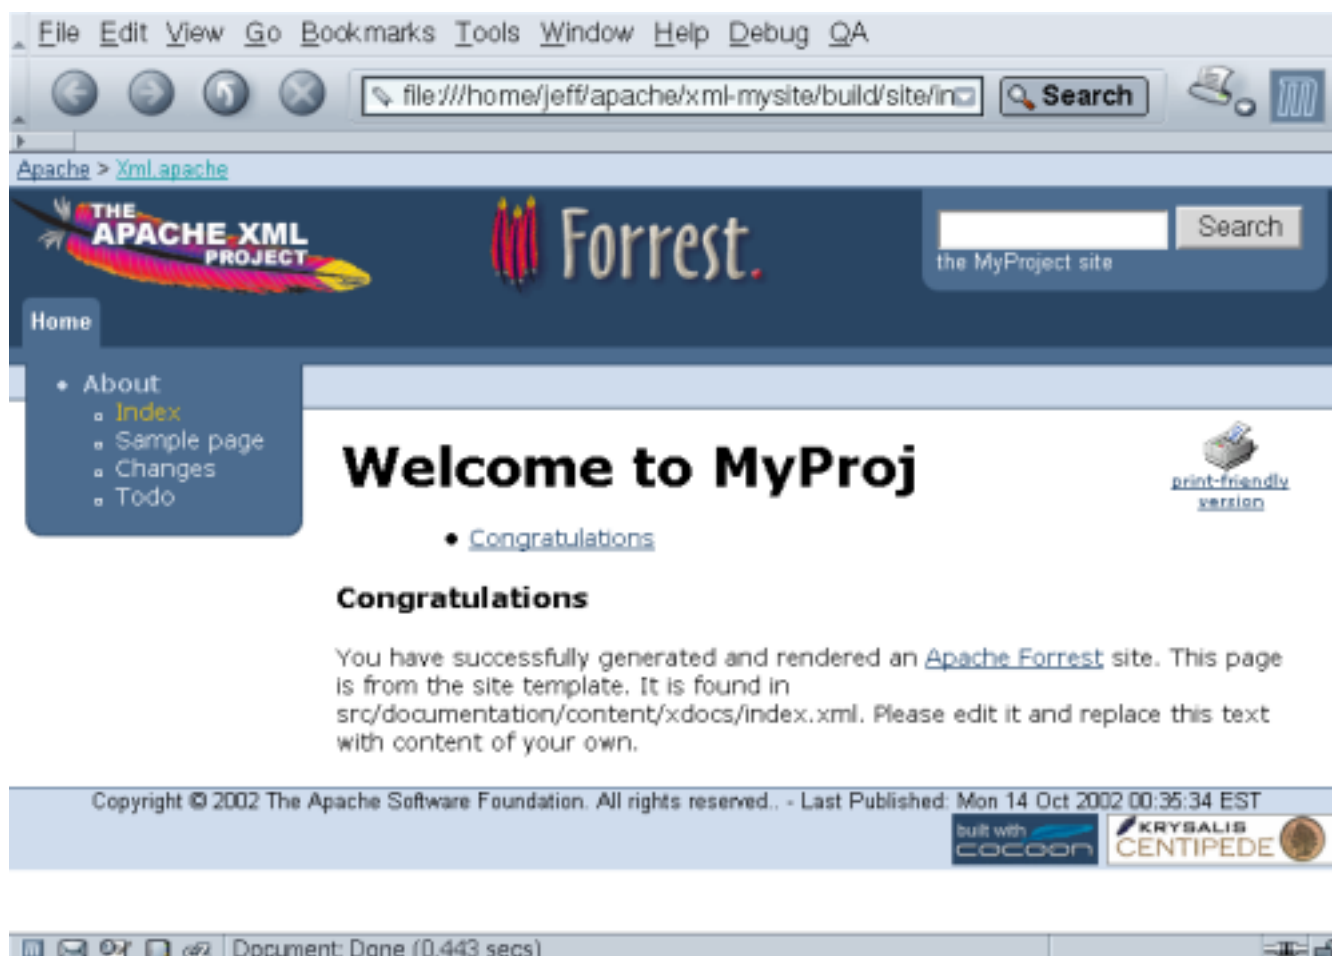 File Edit View Go Bookmarks Tools Window Help Debug QA
file:///home/jeff/apache/xml-mysite/build/site/in Search
Apache > Xml.apache
THE
APACHE XML
PROJECT
Forrest.
Search
the MyProject site
Home
About
Index
Sample page
Changes
Todo
Welcome to MyProj
print-friendly
version
Congratulations
Congratulations
You have successfully generated and rendered an Apache Forrest site. This page
is from the site template. It is found in
src/documentation/content/xdocs/index.xml. Please edit it and replace this text
with content of your own.
Copyright © 2002 The Apache Software Foundation. All rights reserved.. - Last Published: Mon 14 Oct 2002 00:35:34 EST
built with
cocoon
KRYSALIS
CENTIPEDE
Document: Done (0.443 secs)